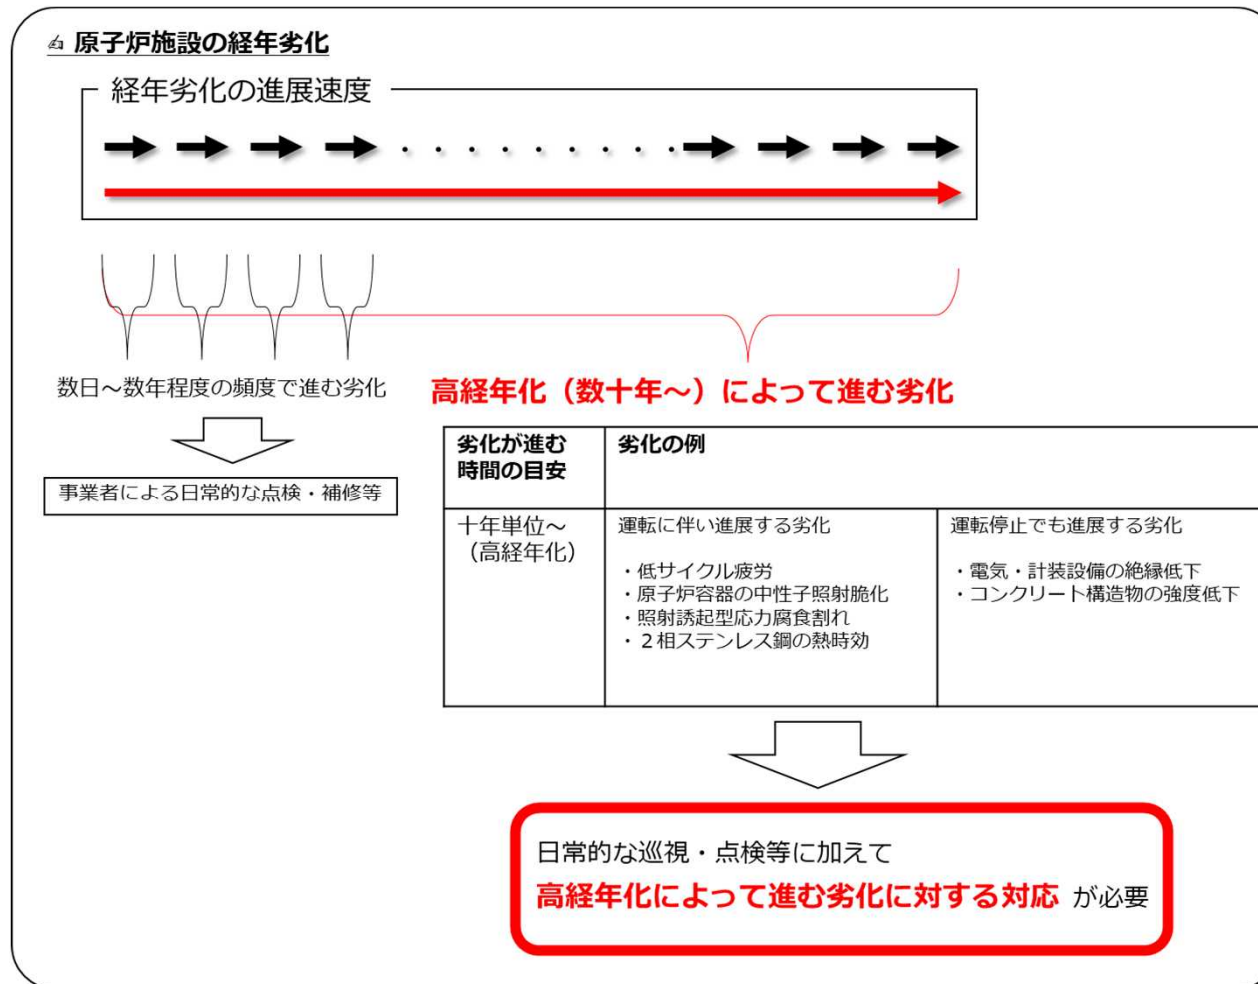 ✍ 原子炉施設の経年劣化
経年劣化の進展速度
数日～数年程度の頻度で進む劣化
事業者による日常的な点検・補修等
高経年化（数十年～）によって進む劣化
劣化が進む
時間の目安
劣化の例
十年単位～
（高経年化）
運転に伴い進展する劣化
・低サイクル疲労
・原子炉容器の中性子照射脆化
・照射誘起型応力腐食割れ
・２相ステンレス鋼の熱時効
運転停止でも進展する劣化
・電気・計装設備の絶縁低下
・コンクリート構造物の強度低下
日常的な巡視・点検等に加えて
高経年化によって進む劣化に対する対応 が必要